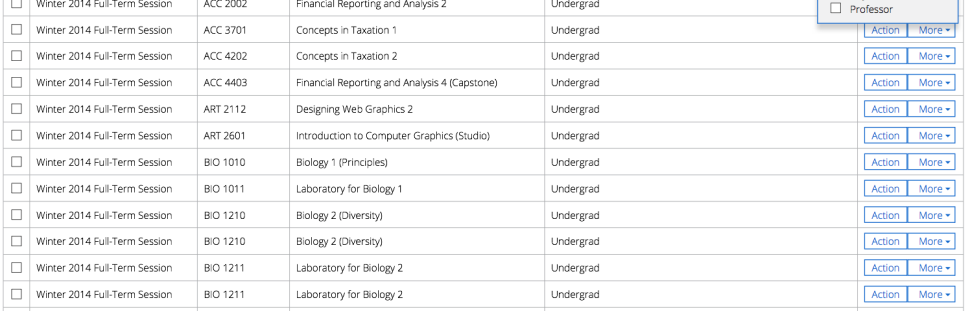 Winter 2014 Full-Term Session ACC 2002 Financial Reporting and Analysis 2 Undergrad
Professor
Winter 2014 Full-Term Session ACC 3701 Concepts in Taxation 1 Undergrad Action More
Winter 2014 Full-Term Session ACC 4202 Concepts in Taxation 2 Undergrad Action More
Winter 2014 Full-Term Session ACC 4403 Financial Reporting and Analysis 4 (Capstone) Undergrad Action More
Winter 2014 Full-Term Session ART 2112 Designing Web Graphics 2 Undergrad Action More
Winter 2014 Full-Term Session ART 2601 Introduction to Computer Graphics (Studio) Undergrad Action More
Winter 2014 Full-Term Session BIO 1010 Biology 1 (Principles) Undergrad Action More
Winter 2014 Full-Term Session BIO 1011 Laboratory for Biology 1 Undergrad Action More
Winter 2014 Full-Term Session BIO 1210 Biology 2 (Diversity) Undergrad Action More
Winter 2014 Full-Term Session BIO 1210 Biology 2 (Diversity) Undergrad Action More
Winter 2014 Full-Term Session BIO 1211 Laboratory for Biology 2 Undergrad Action More
Winter 2014 Full-Term Session BIO 1211 Laboratory for Biology 2 Undergrad Action More